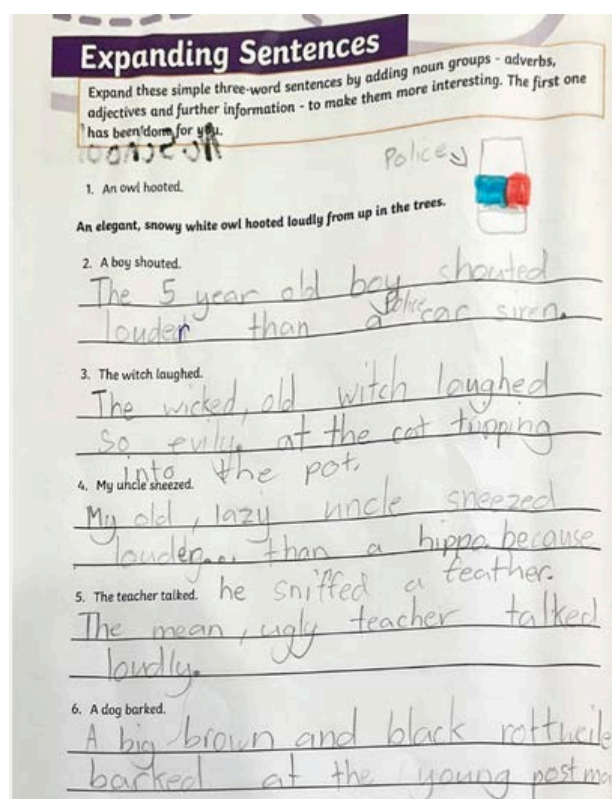 Expanding Sentences
Expand these simple three-word sentences by adding noun groups - adverbs,
adjectives and further information - to make them more interesting. The first one
has been done for you.
Police
1. An owl hooted.
An elegant, snowy white owl hooted loudly from up in the trees.
2. A boy shouted.
The 5 year old boy shouted
louder than a Police car siren.
3. The witch laughed.
The wicked, old witch laughed
so evily. at the cat tripping
into the pot.
4. My uncle sneezed.
My old, lazy uncle sneezed
louder... than a hippo because
he sniffed a feather.
5. The teacher talked.
The mean, ugly teacher talked
loudly.
6. A dog barked.
A big brown and black rottweile
barked at the young postma